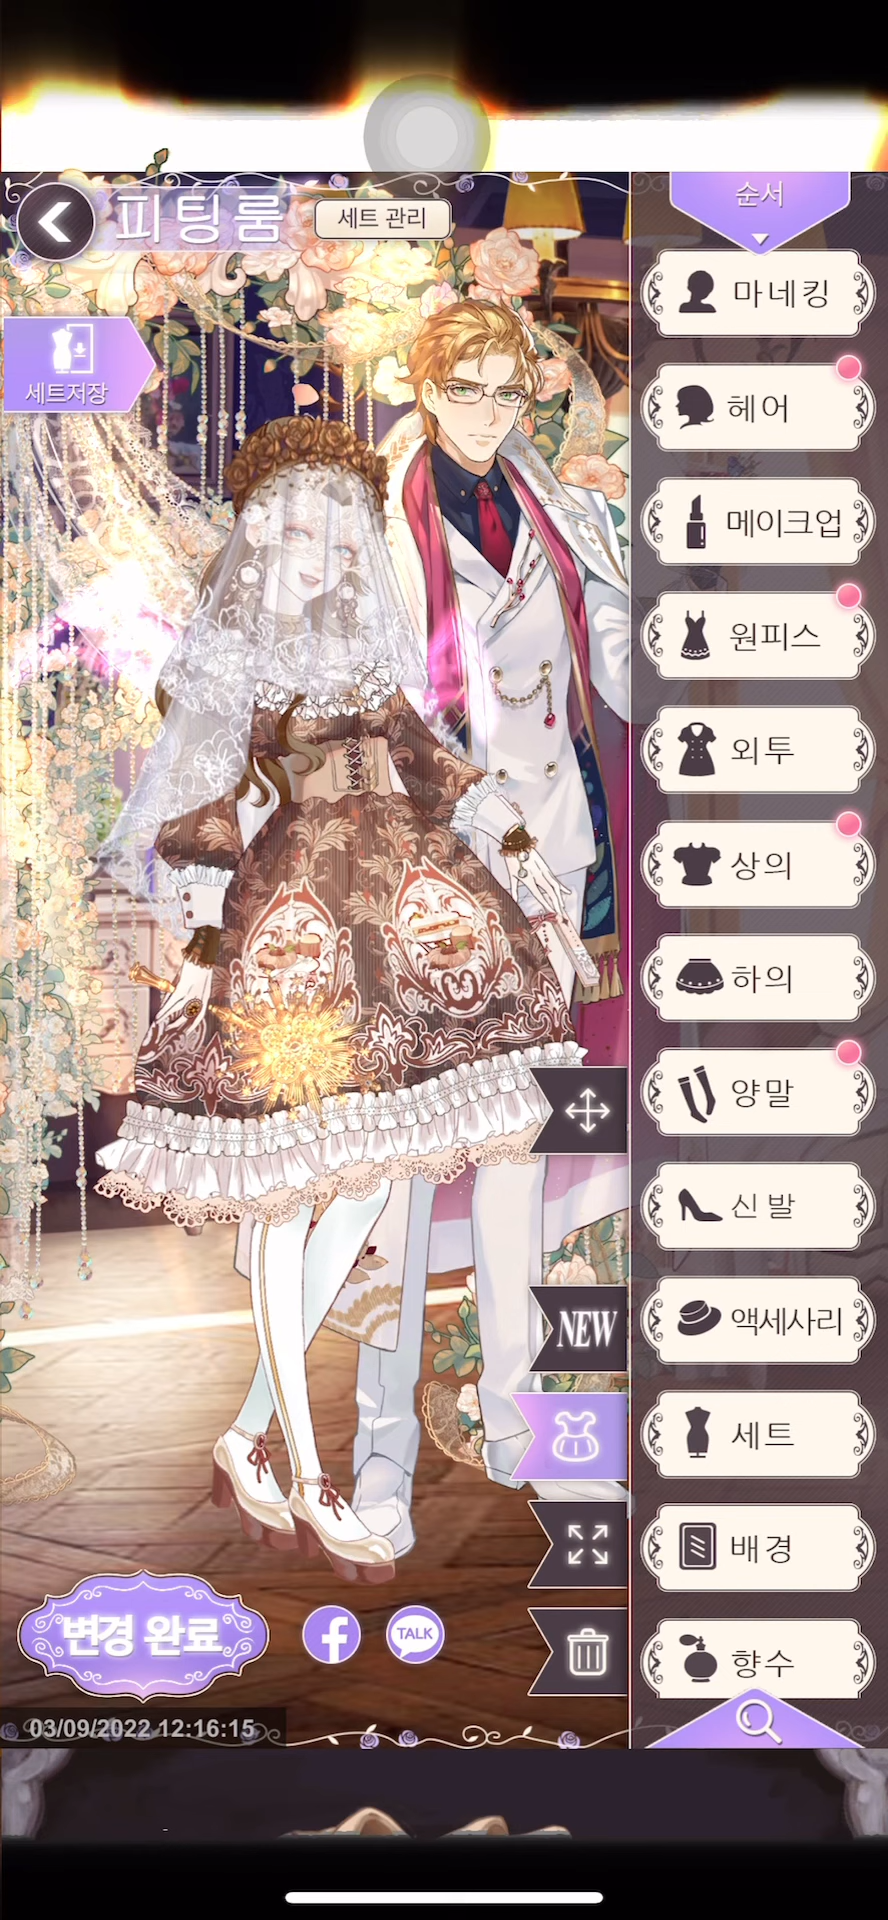 피팅룸
세트 관리
세트저장
순서
마네킹
헤어
메이크업
원피스
외투
상의
하의
양말
신발
액세사리
세트
배경
향수
NEW
변경 완료
f
TALK
03/09/2022 12:16:15